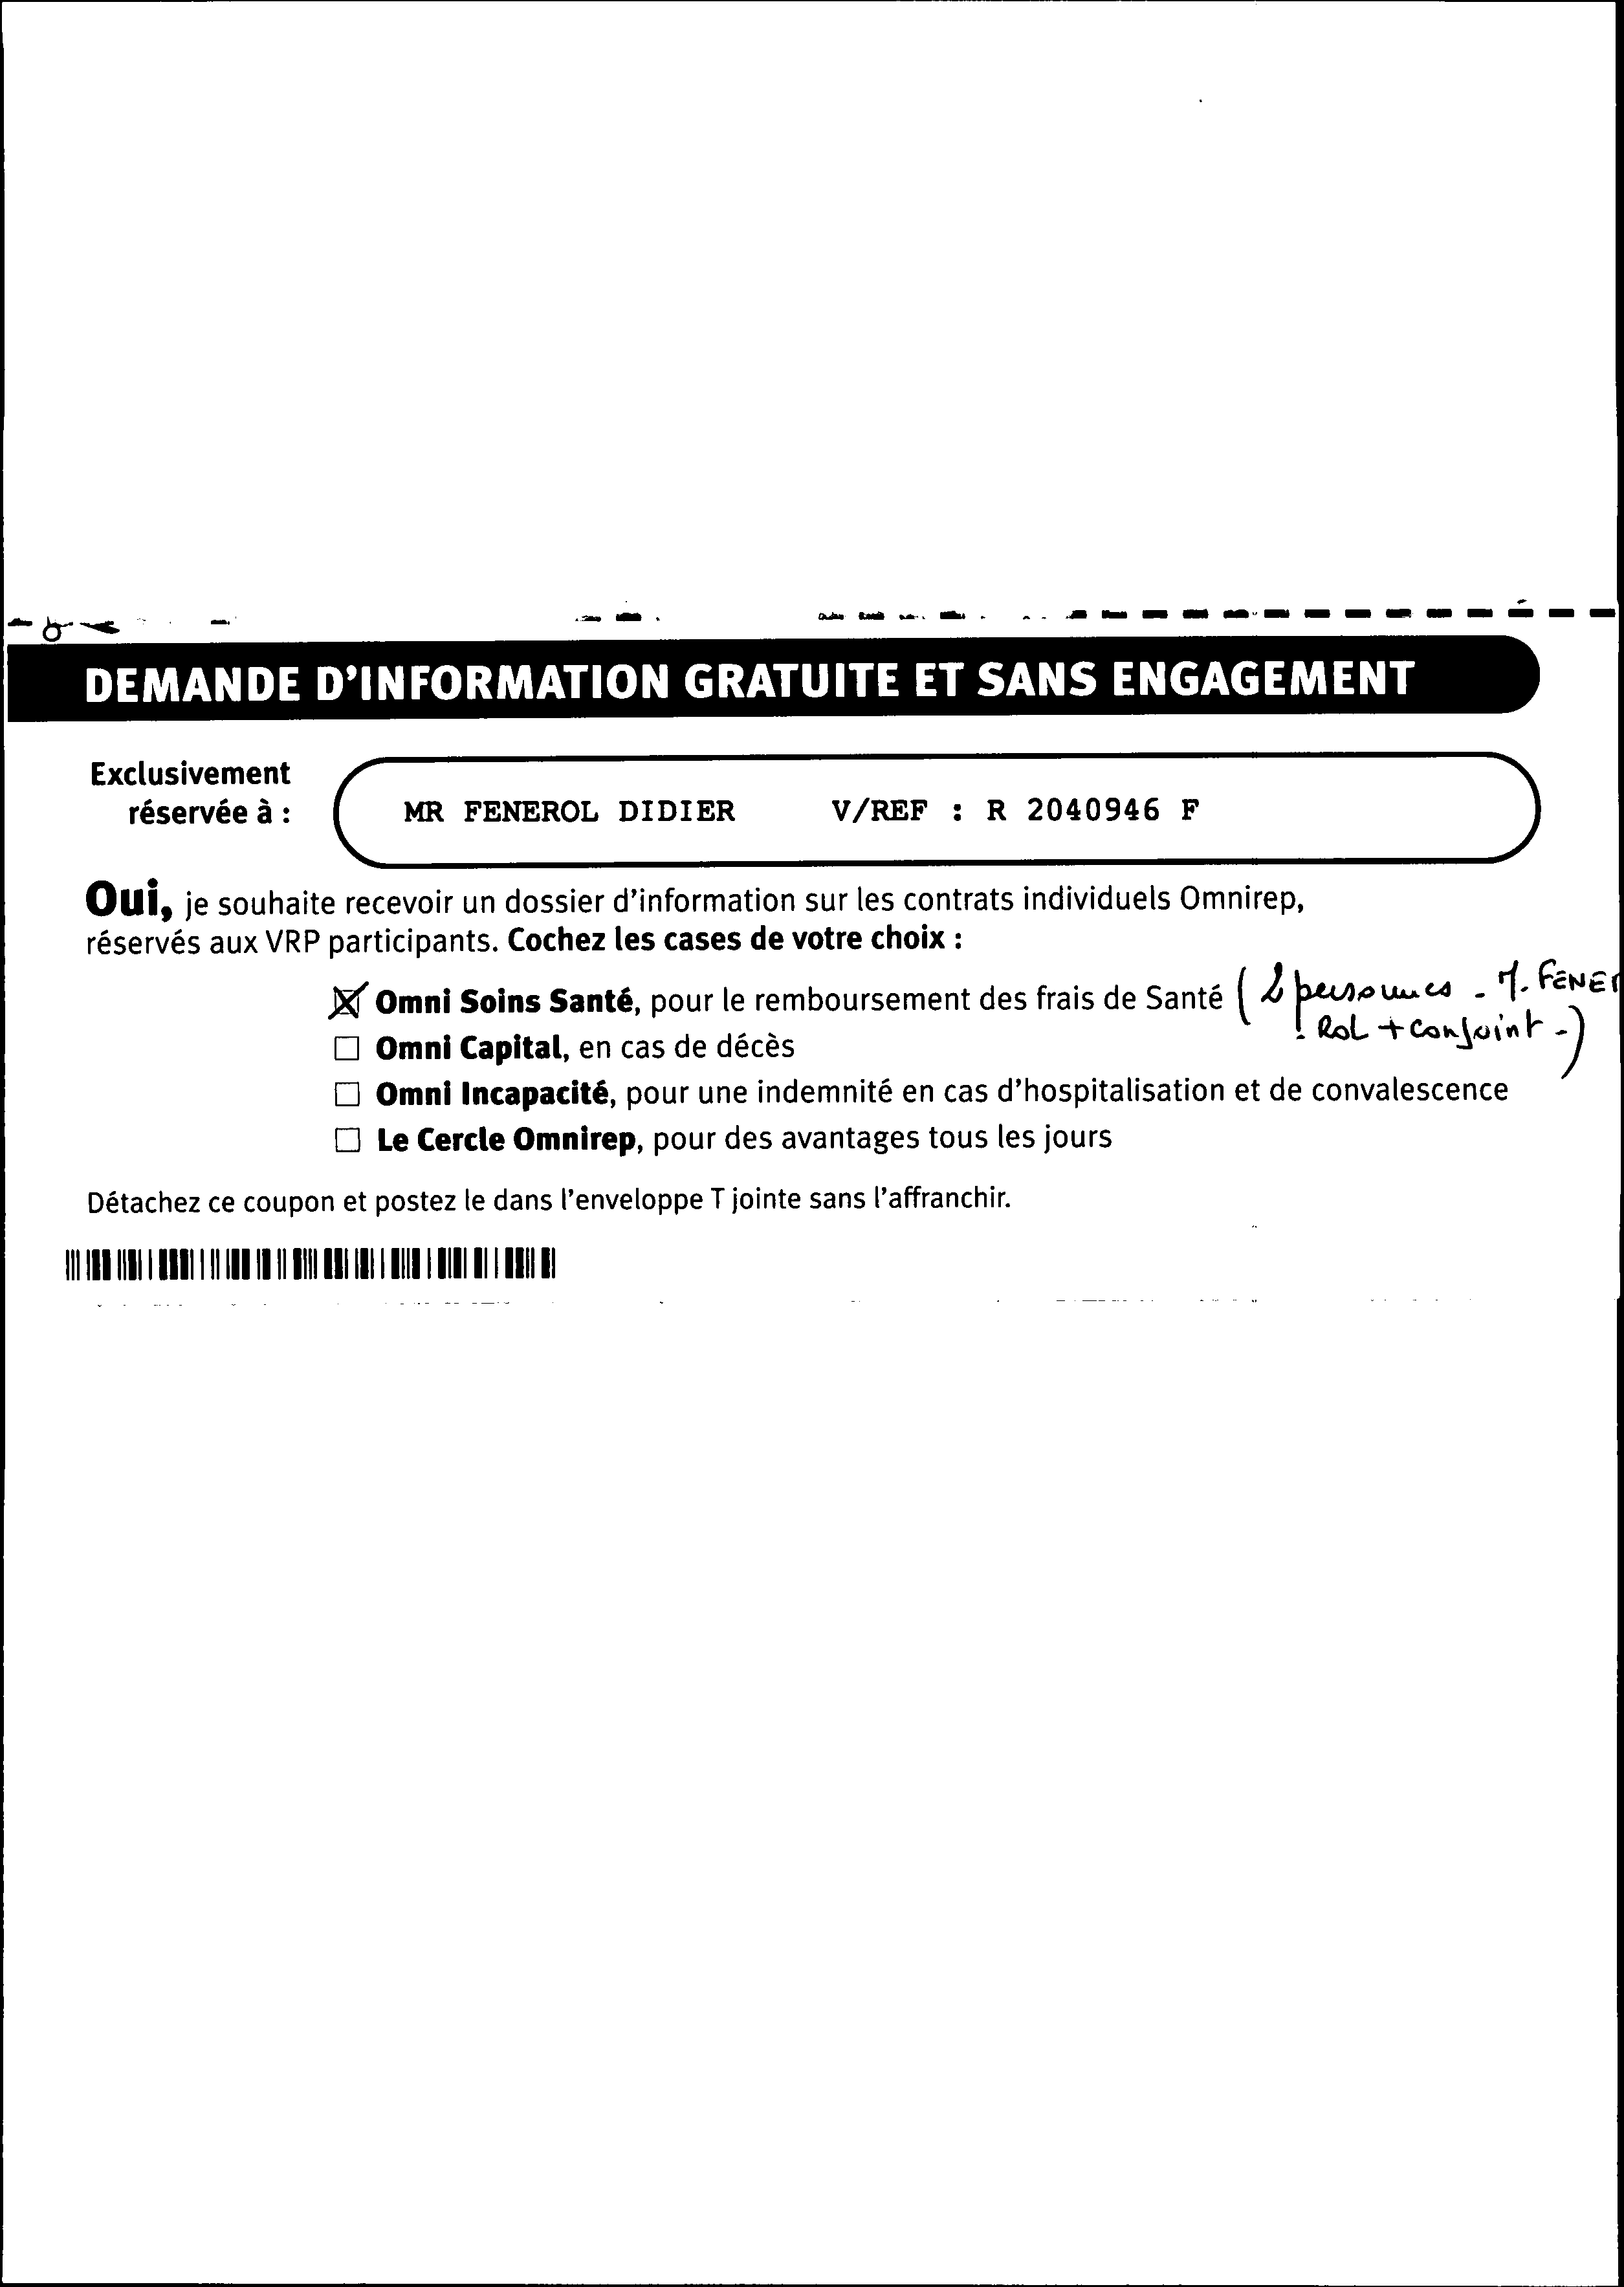 DEMANDE D'INFORMATION GRATUITE ET SANS ENGAGEMENT
Exclusivement
réservée à :
MR FENEROL DIDIER V/REF : R 2040946 F
Oui, je souhaite recevoir un dossier d'information sur les contrats individuels Omnirep,
réservés aux VRP participants. Cochez les cases de votre choix :
Omni Soins Santé, pour le remboursement des frais de Santé ( 2 personnes - M. FENE
ROL + conjoint - )
Omni Capital, en cas de décès
Omni Incapacité, pour une indemnité en cas d'hospitalisation et de convalescence
Le Cercle Omnirep, pour des avantages tous les jours
Détachez ce coupon et postez le dans l'enveloppe T jointe sans l'affranchir.